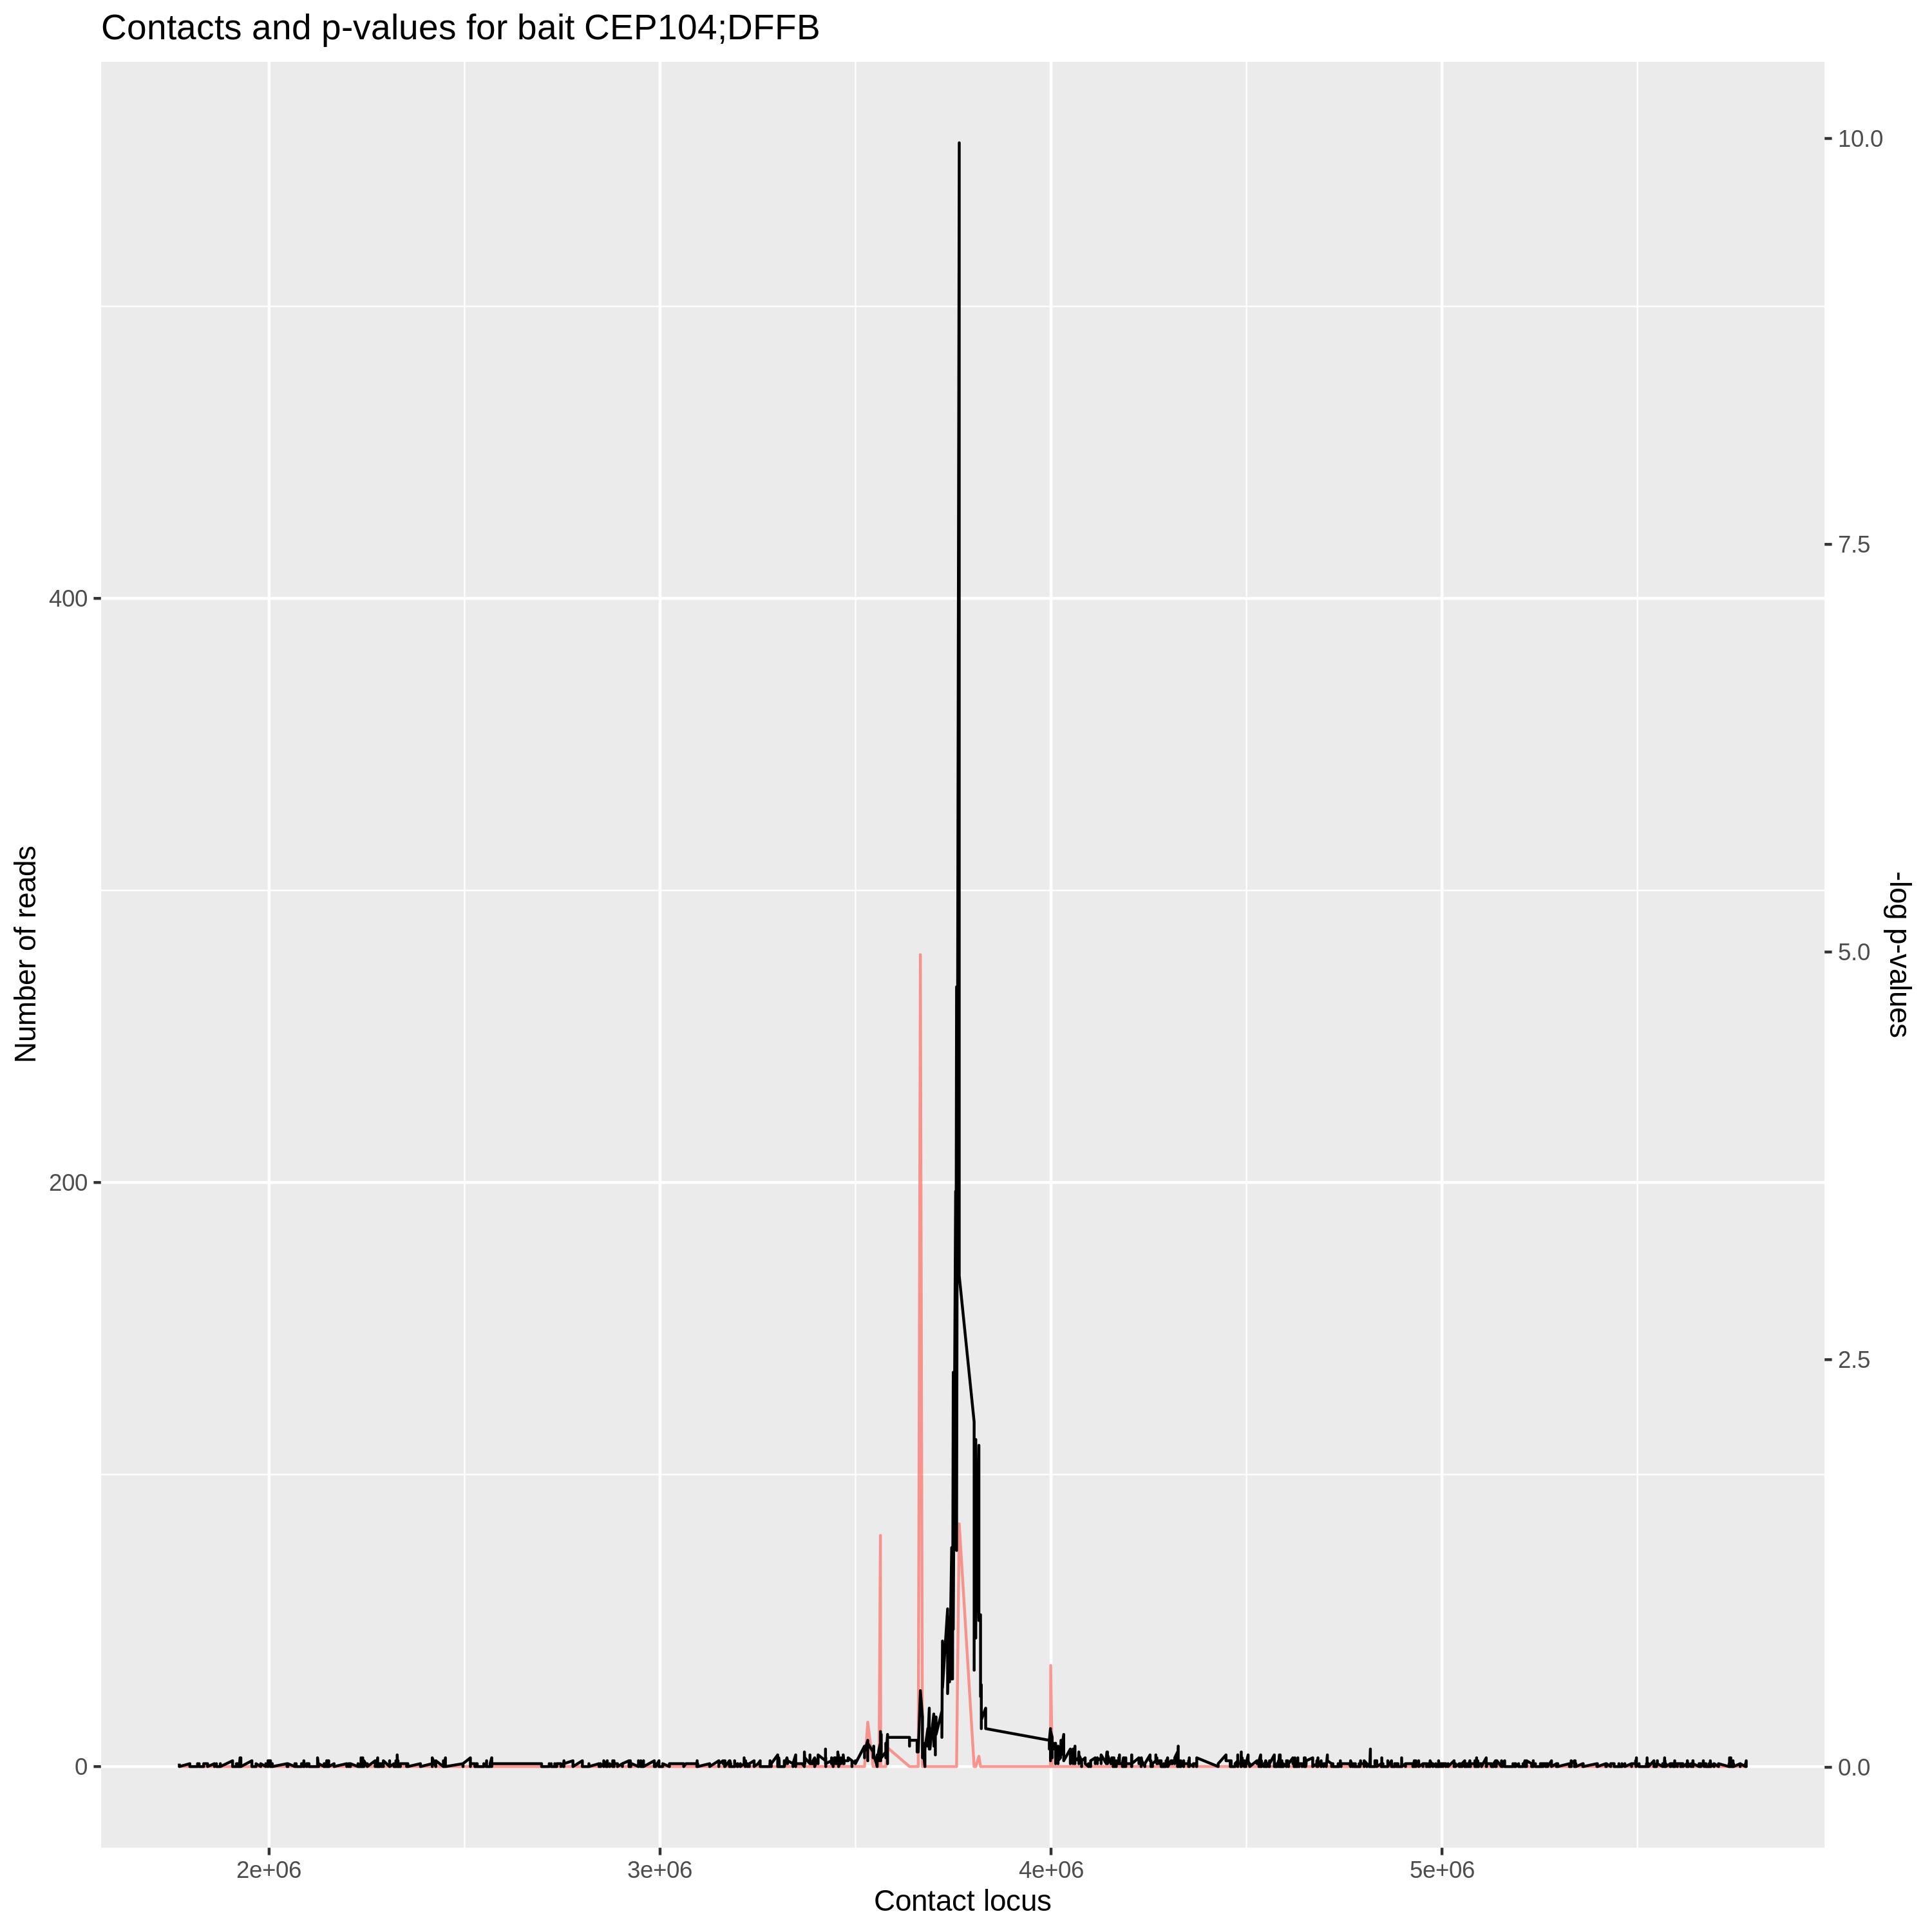 Contacts and p-values for bait CEP104;DFFB
Number of reads
400
200
0
10.0
7.5
5.0
2.5
0.0
-log p-values
2e+06
3e+06
4e+06
5e+06
Contact locus